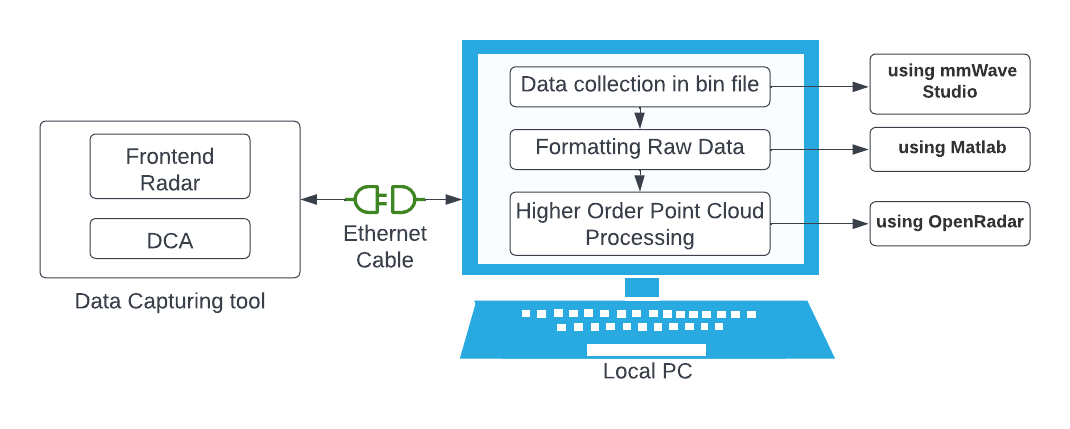 Frontend
Radar
DCA
Data Capturing tool
Ethernet
Cable
Data collection in bin file
Formatting Raw Data
Higher Order Point Cloud
Processing
Local PC
using mmWave
Studio
using Matlab
using OpenRadar